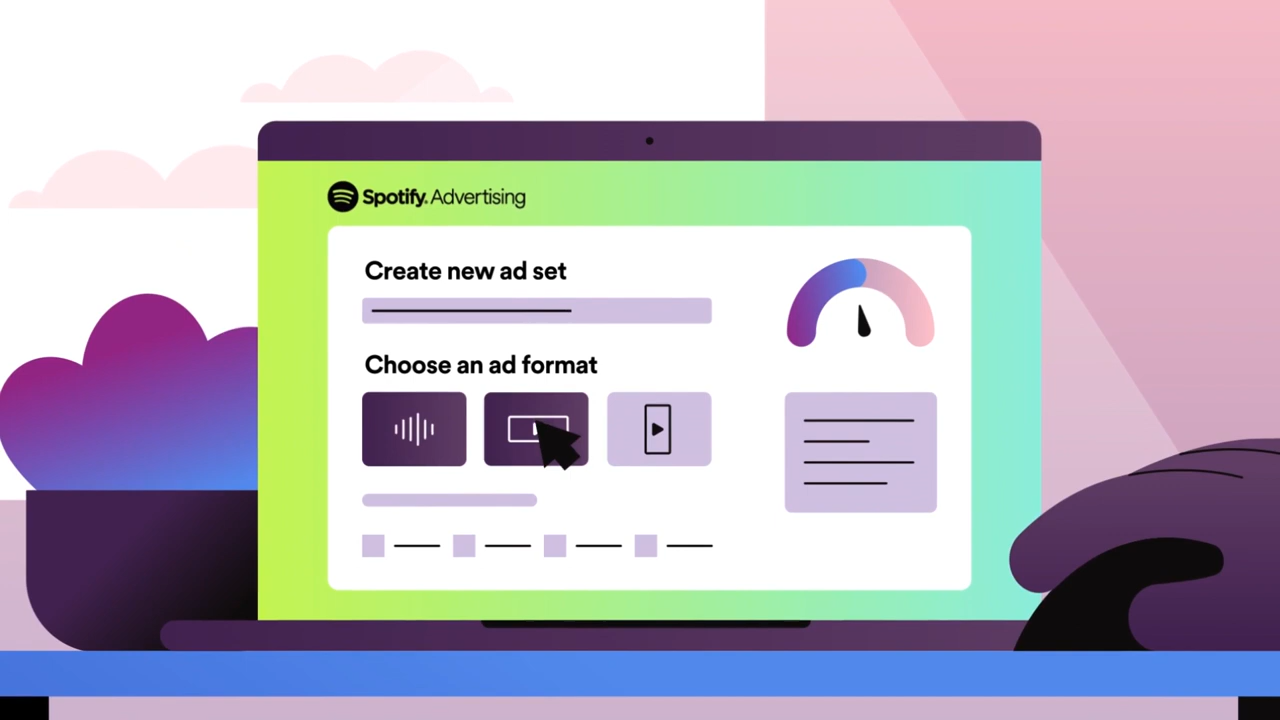 Spotify Advertising
Create new ad set
Choose an ad format